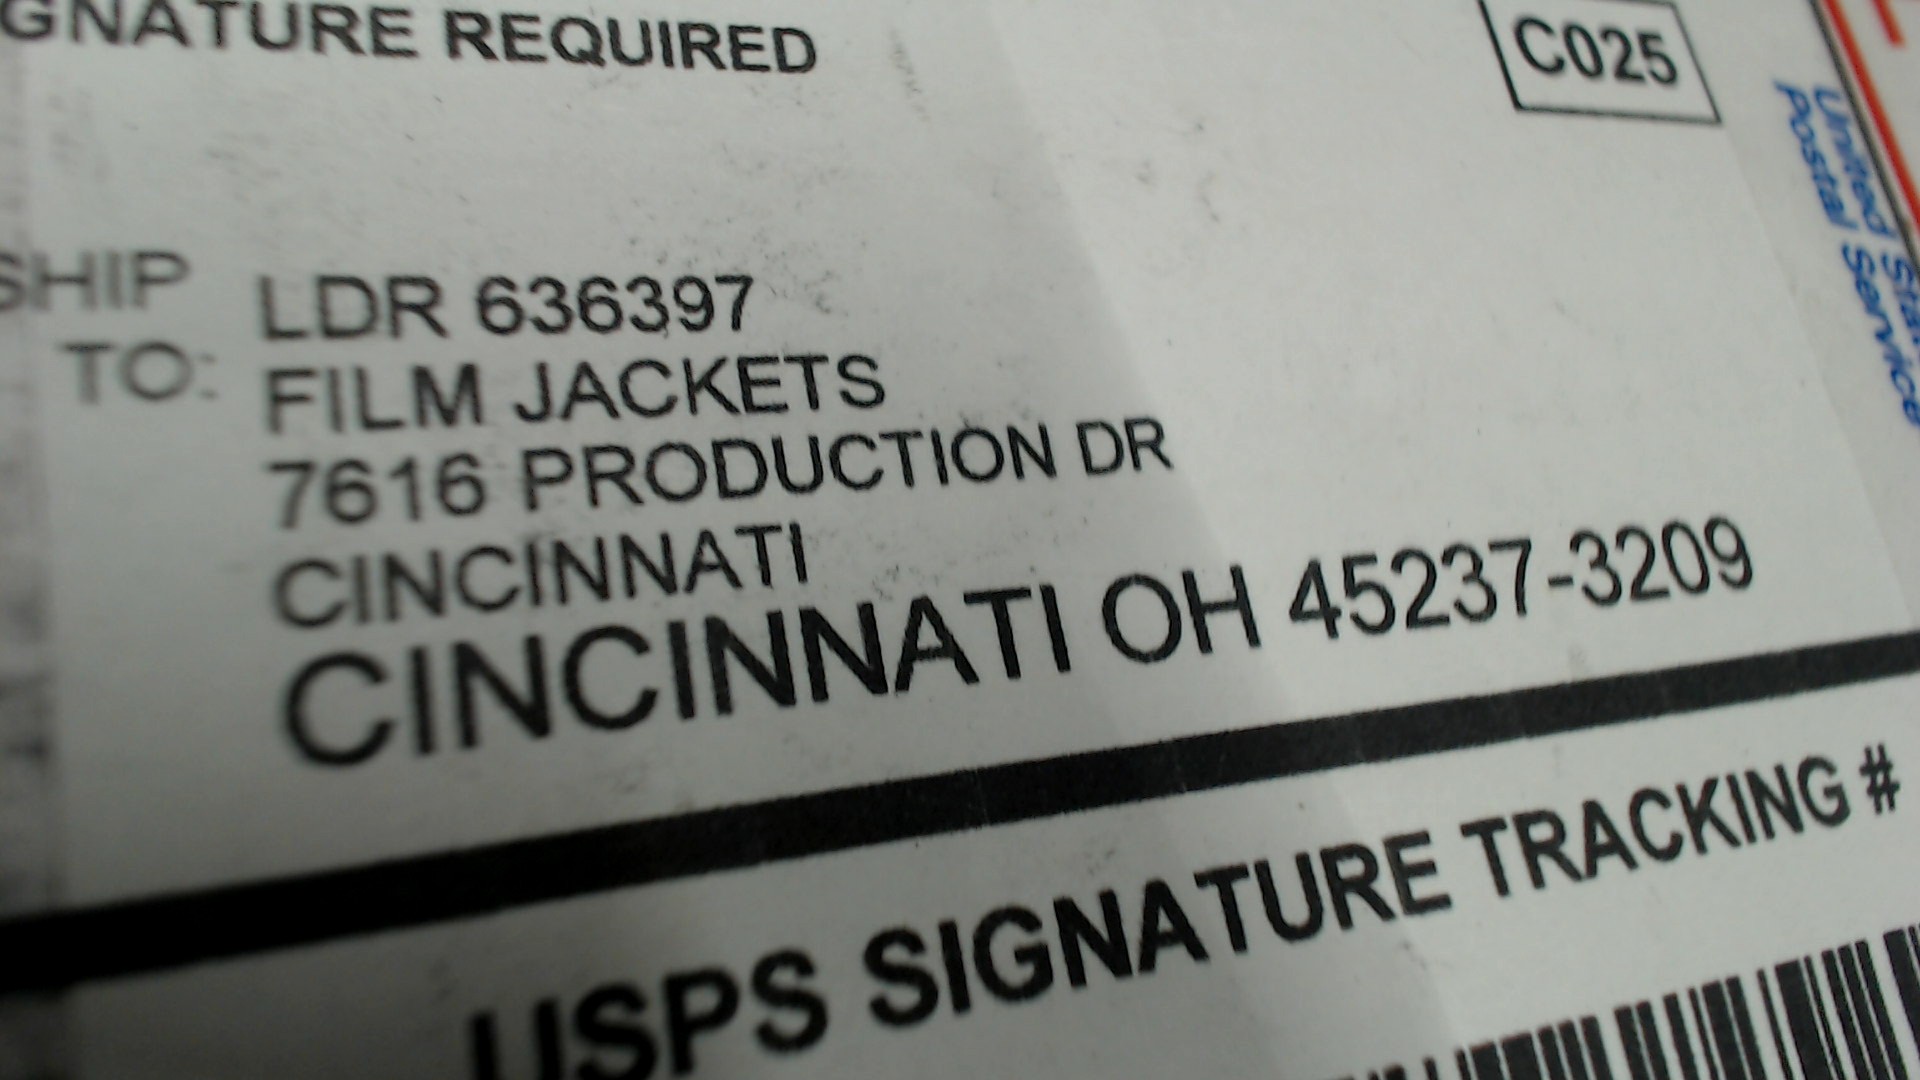 GNATURE REQUIRED
C025
United States
Postal Service
SHIP
TO:
LDR 636397
FILM JACKETS
7616 PRODUCTION DR
CINCINNATI
CINCINNATI OH 45237-3209
USPS SIGNATURE TRACKING #